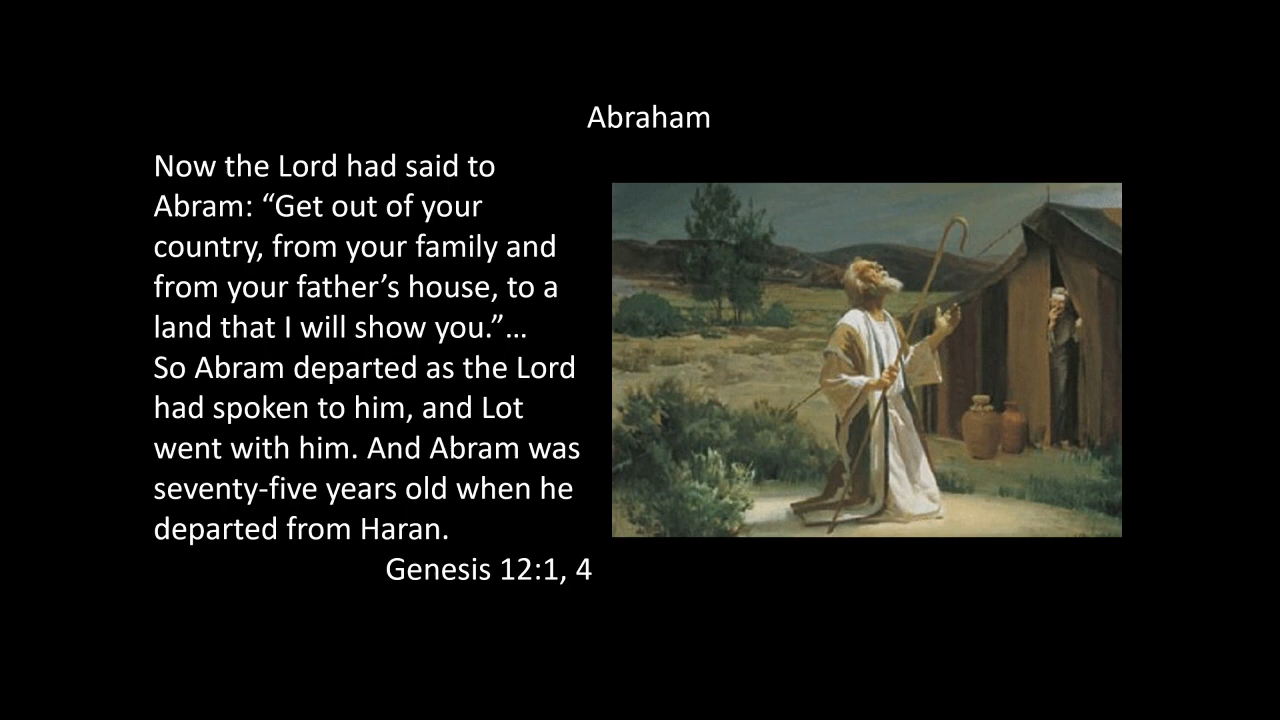 Abraham
Now the Lord had said to
Abram: “Get out of your
country, from your family and
from your father’s house, to a
land that I will show you.”…
So Abram departed as the Lord
had spoken to him, and Lot
went with him. And Abram was
seventy-five years old when he
departed from Haran.
Genesis 12:1, 4